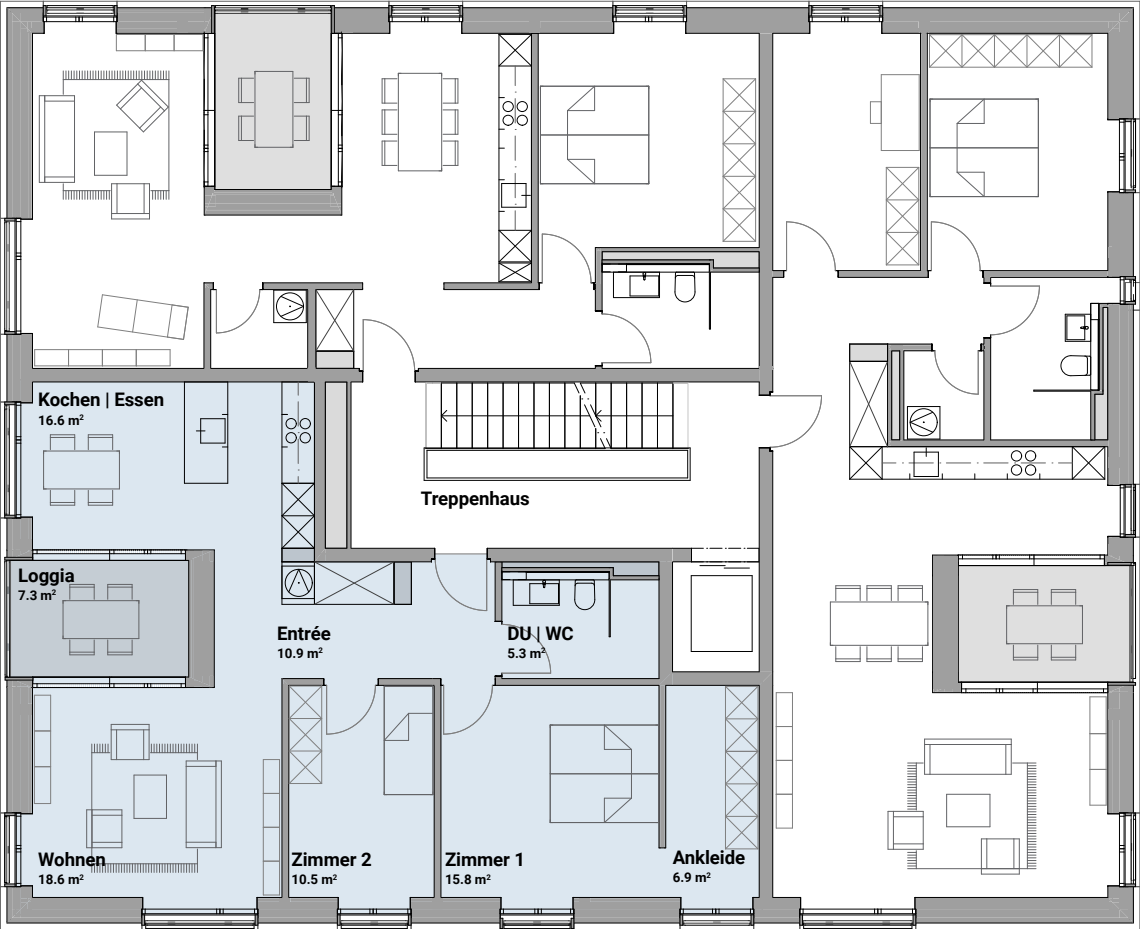 Kochen | Essen
16.6 m²
Treppenhaus
Loggia
7.3 m²
Entrée
10.9 m²
DU | WC
5.3 m²
Wohnen
18.6 m²
Zimmer 2
10.5 m²
Zimmer 1
15.8 m²
Ankleide
6.9 m²